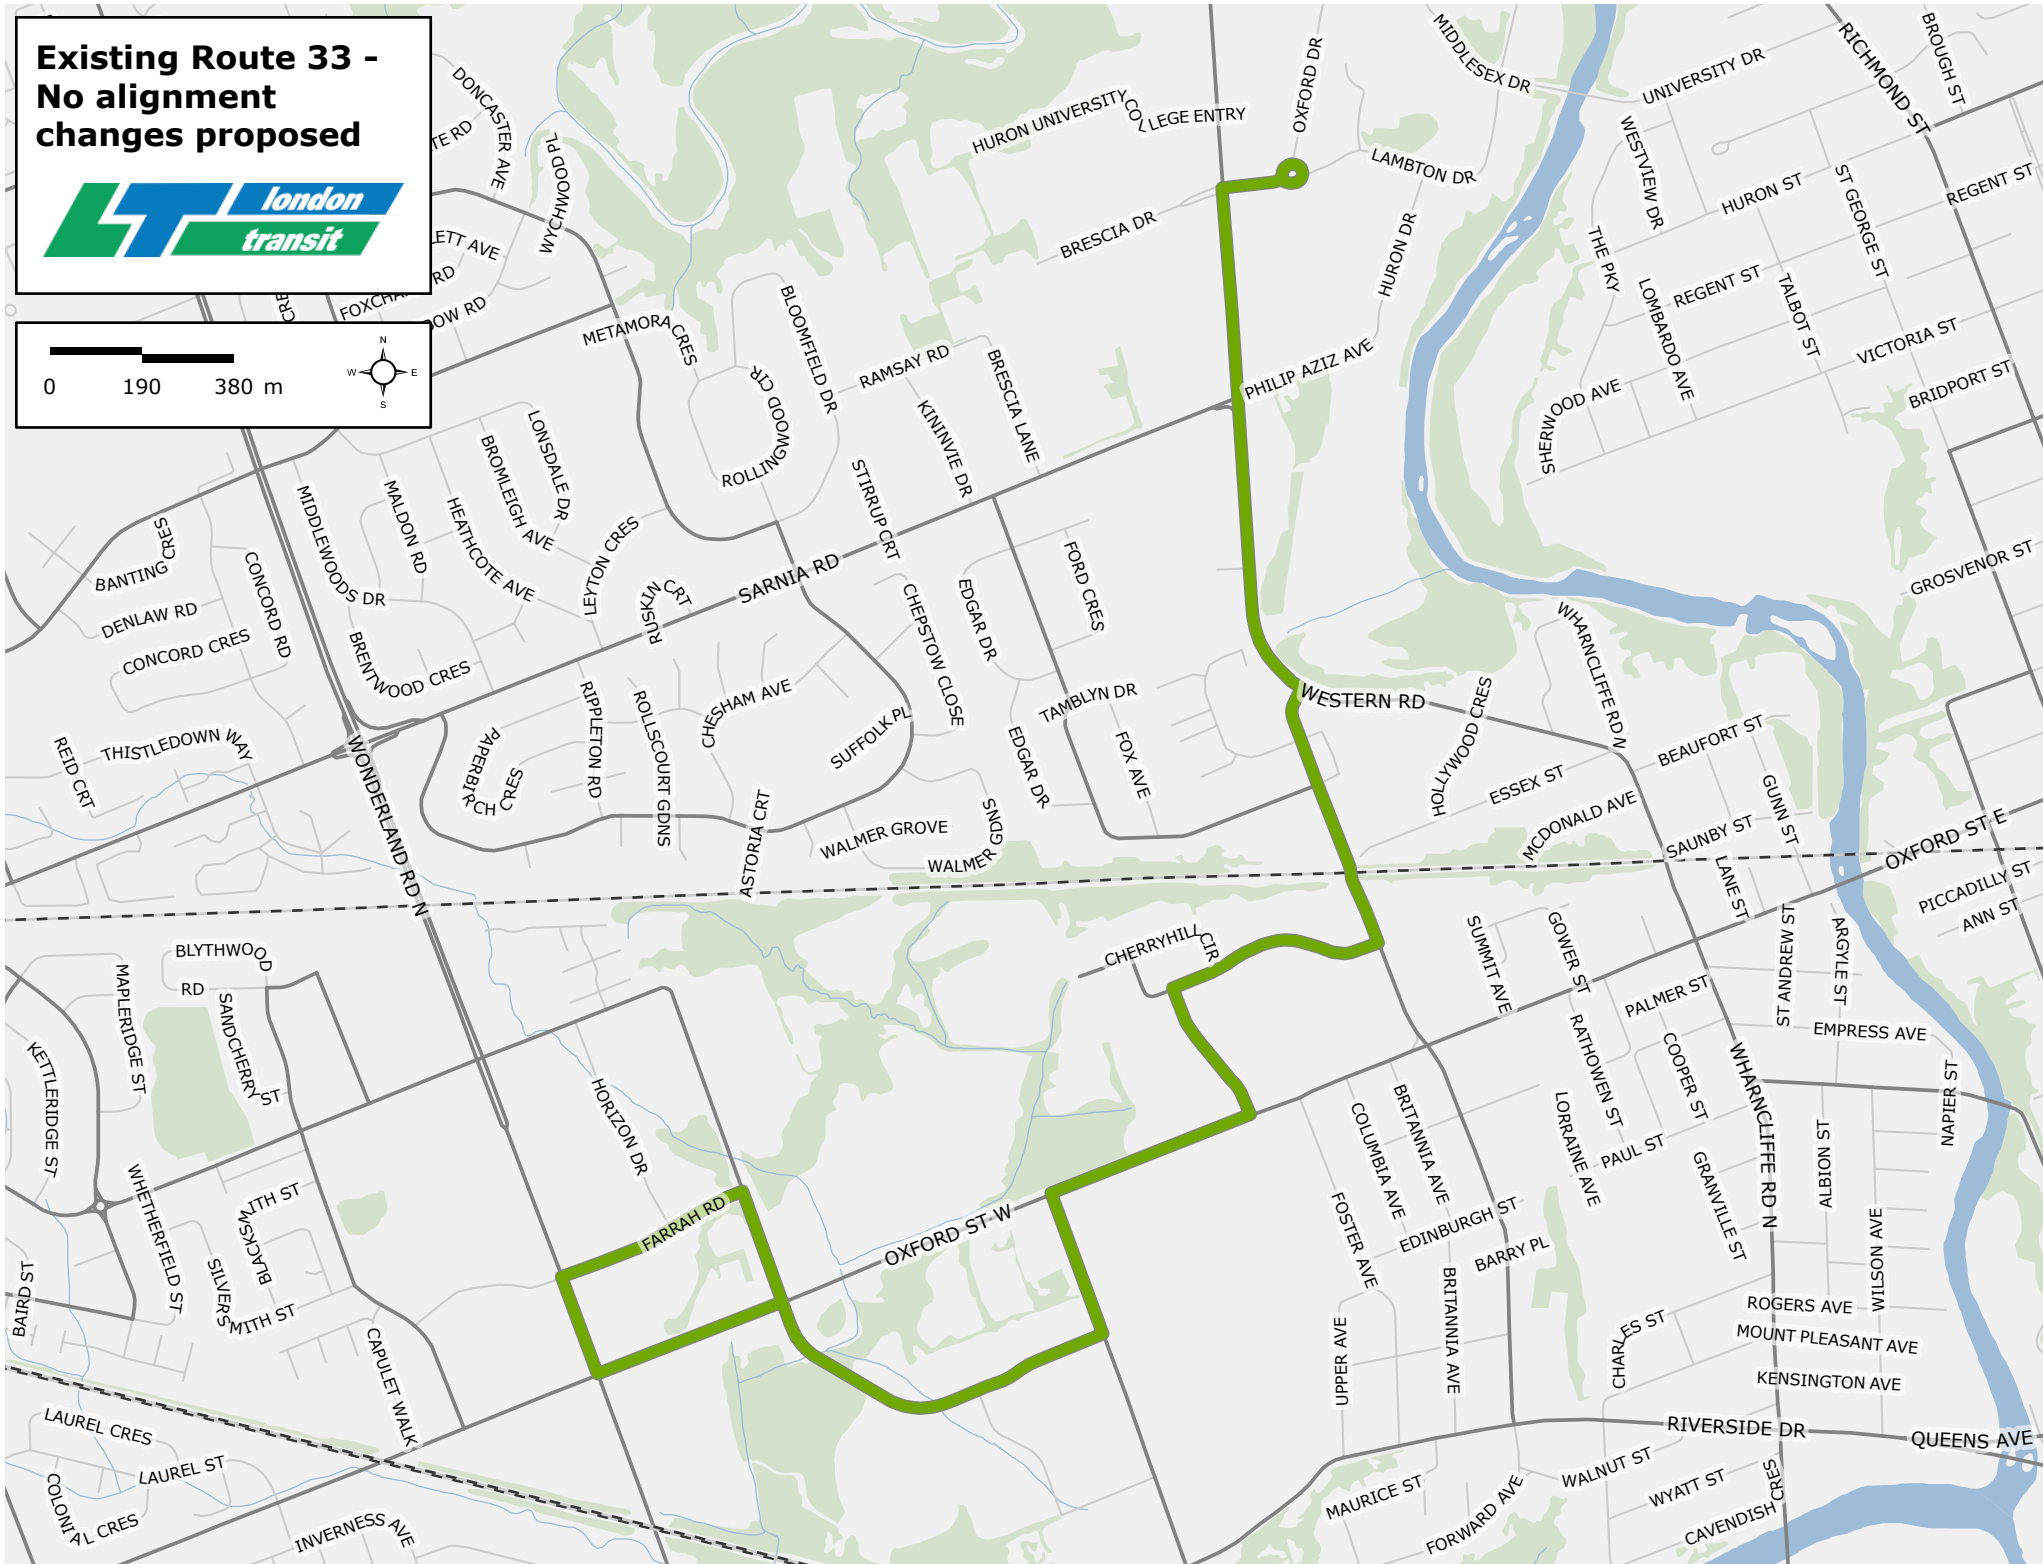 Existing Route 33 -
No alignment
changes proposed
london
transit
0 190 380 m
N
W E
S
DONCASTER AVE
TE RD
WYCHWOOD PL
LETT AVE
FOXCHA
RD
OW RD
CRE
METAMORA CRES
BLOOMFIELD DR
ROLLINGWOOD CIR
RAMSAY RD
KININVIE DR
BRESCIA LANE
STIRRUP CRT
HURON UNIVERSITY COLLEGE ENTRY
OXFORD DR
BRESCIA DR
LAMBTON DR
HURON DR
PHILIP AZIZ AVE
MIDDLESEX DR
UNIVERSITY DR
RICHMOND ST
BROUGH ST
WESTVIEW DR
HURON ST
ST GEORGE ST
REGENT ST
THE PKY
REGENT ST
LOMBARDO AVE
TALBOT ST
VICTORIA ST
BRIDPORT ST
SHERWOOD AVE
GROSVENOR ST
LONSDALE DR
BROMLEIGH AVE
MALDON RD
HEATHCOTE AVE
MIDDLEWOODS DR
LEYTON CRES
RUSKIN CRT
SARNIA RD
BANTING CRES
DENLAW RD
CONCORD CRES
CONCORD RD
BRENTWOOD CRES
CHEPSTOW CLOSE
EDGAR DR
FORD CRES
TAMBLYN DR
FOX AVE
EDGAR DR
WESTERN RD
WHARNCLIFFE RD N
HOLLYWOOD CRES
BEAUFORT ST
ESSEX ST
MCDONALD AVE
GUNN ST
SAUNBY ST
LANE ST
OXFORD ST E
PICCADILLY ST
ANN ST
THISTLEDOWN WAY
REID CRT
WONDERLAND RD N
PAPERBIRCH CRES
RIPPLETON RD
ROLLSCOURT GDNS
CHESHAM AVE
SUFFOLK PL
ASTORIA CRT
WALMER GROVE
WALMER GDNS
CHERRYHILL CIR
SUMMIT AVE
GOWER ST
PALMER ST
ST ANDREW ST
ARGYLE ST
EMPRESS AVE
RATHOWEN ST
COOPER ST
WHARNCLIFFE RD N
NAPIER ST
LORRAINE AVE
PAUL ST
GRANVILLE ST
ALBION ST
WILSON AVE
BLYTHWOOD
RD
MAPLERIDGE ST
SANDCHERRY ST
KETTLERIDGE ST
HORIZON DR
FARRAH RD
OXFORD ST W
COLUMBIA AVE
BRITANNIA AVE
FOSTER AVE
EDINBURGH ST
BARRY PL
UPPER AVE
BRITANNIA AVE
CHARLES ST
ROGERS AVE
MOUNT PLEASANT AVE
KENSINGTON AVE
RIVERSIDE DR
QUEENS AVE
WHETHERFIELD ST
BLACKSMITH ST
SILVERSMITH ST
BAIRD ST
CAPULET WALK
LAUREL CRES
LAUREL ST
COLONIAL CRES
INVERNESS AVE
MAURICE ST
FORWARD AVE
WALNUT ST
WYATT ST
CAVENDISH CRES